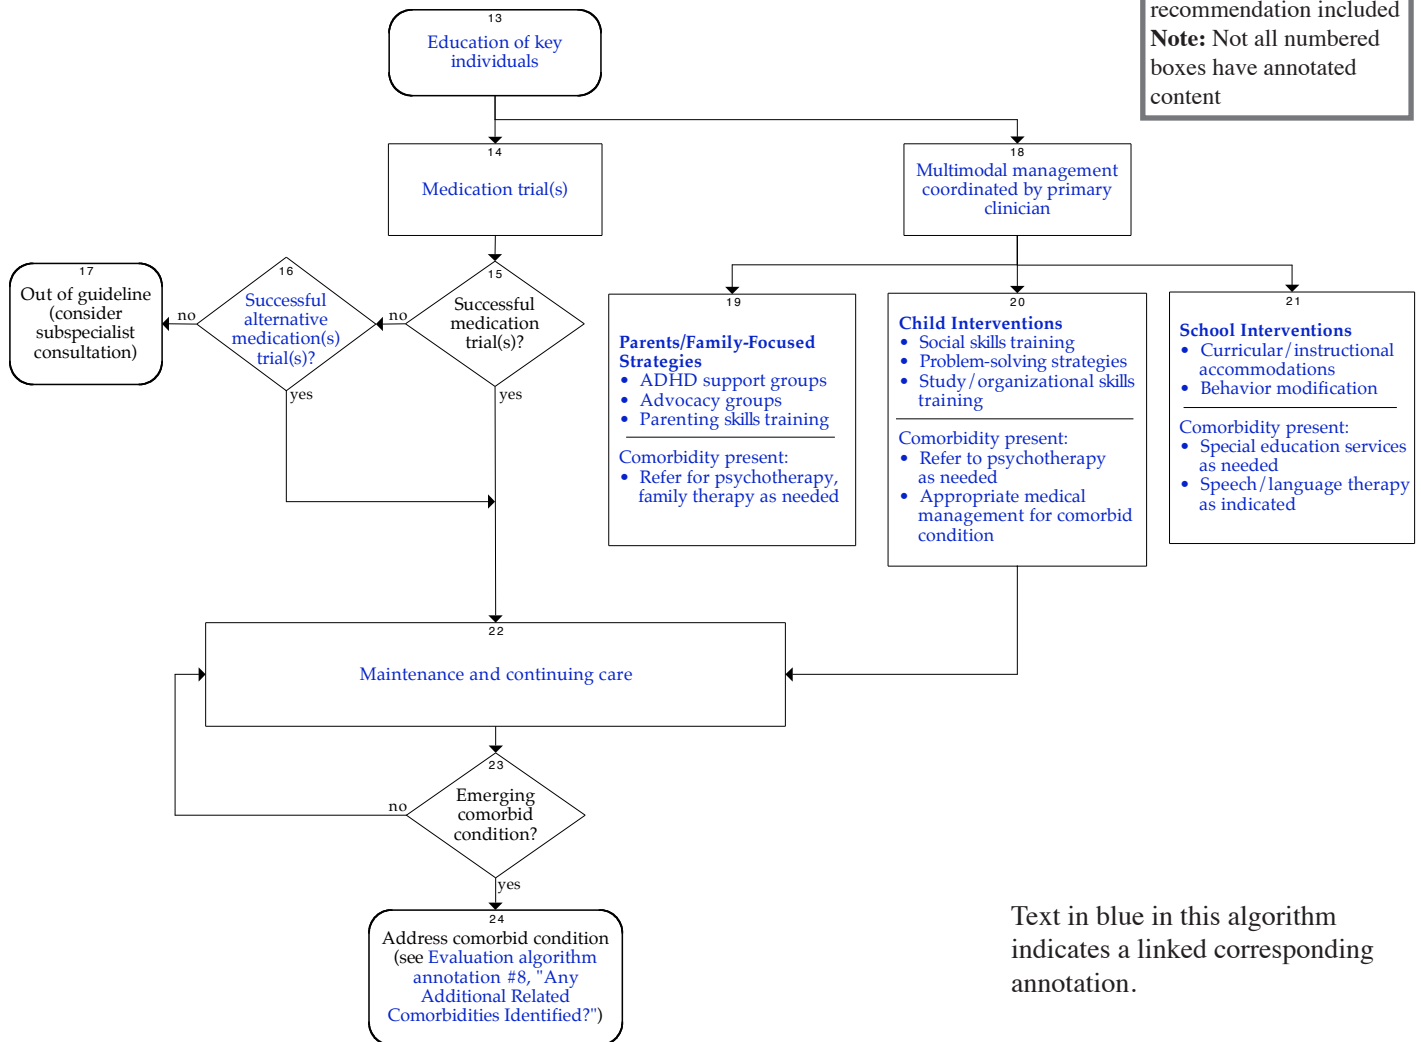 recommendation included
Note: Not all numbered
boxes have annotated
content
13
Education of key
individuals
14
Medication trial(s)
18
Multimodal management
coordinated by primary
clinician
17
Out of guideline
(consider
subspecialist
consultation)
no
16
Successful
alternative
medication(s)
trial(s)?
yes
no
15
Successful
medication
trial(s)?
yes
19
Parents/Family-Focused
Strategies
• ADHD support groups
• Advocacy groups
• Parenting skills training
Comorbidity present:
• Refer for psychotherapy,
family therapy as needed
20
Child Interventions
• Social skills training
• Problem-solving strategies
• Study/organizational skills
training
Comorbidity present:
• Refer to psychotherapy
as needed
• Appropriate medical
management for comorbid
condition
21
School Interventions
• Curricular/instructional
accommodations
• Behavior modification
Comorbidity present:
• Special education services
as needed
• Speech/language therapy
as indicated
22
Maintenance and continuing care
23
Emerging
comorbid
condition?
no
yes
24
Address comorbid condition
(see Evaluation algorithm
annotation #8, "Any
Additional Related
Comorbidities Identified?")
Text in blue in this algorithm
indicates a linked corresponding
annotation.